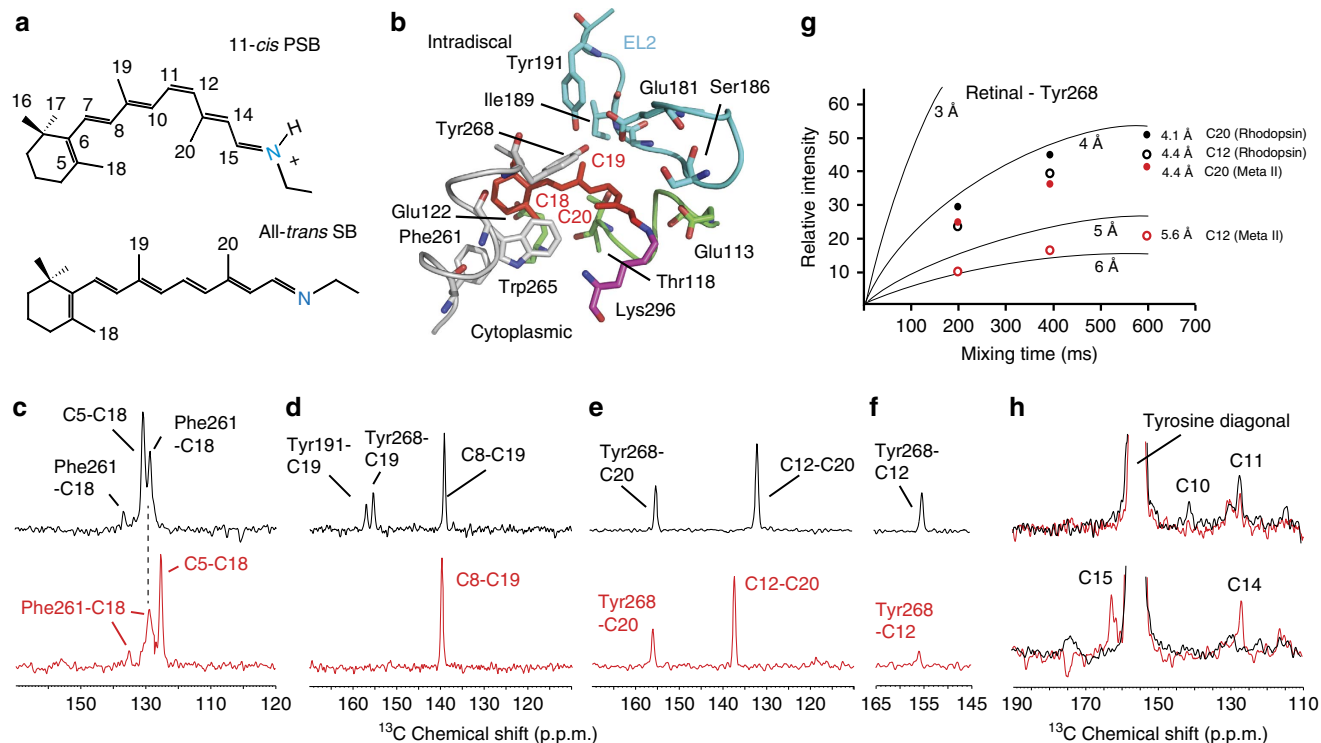 a
11-cis PSB
19
11
16
17
7
12
14
H
8
10
6
+
5
20
15
N
18
All-trans SB
19
20
N
18
b
Intradiscal
EL2
Tyr191
Glu181
Ser186
Ile189
Tyr268
C19
C18
Glu122
C20
Phe261
Glu113
Trp265
Thr118
Lys296
Cytoplasmic
g
Retinal - Tyr268
3 Å
4 Å
5 Å
6 Å
4.1 Å C20 (Rhodopsin)
4.4 Å C12 (Rhodopsin)
4.4 Å C20 (Meta II)
5.6 Å C12 (Meta II)
Relative intensity
60
50
40
30
20
10
100 200 300 400 500 600 700
Mixing time (ms)
c
C5-C18
Phe261
-C18
Phe261
-C18
C5-C18
Phe261-C18
150 140 130 120
d
Tyr191-
C19
Tyr268-
C19
C8-C19
C8-C19
160 150 140 130 120
e
Tyr268-
C20
C12-C20
Tyr268
-C20
C12-C20
160 150 140 130 120
f
Tyr268-
C12
Tyr268
-C12
165 155 145
h
Tyrosine diagonal
C10
C11
C15
C14
190 170 150 130 110
13C Chemical shift (p.p.m.)
13C Chemical shift (p.p.m.)